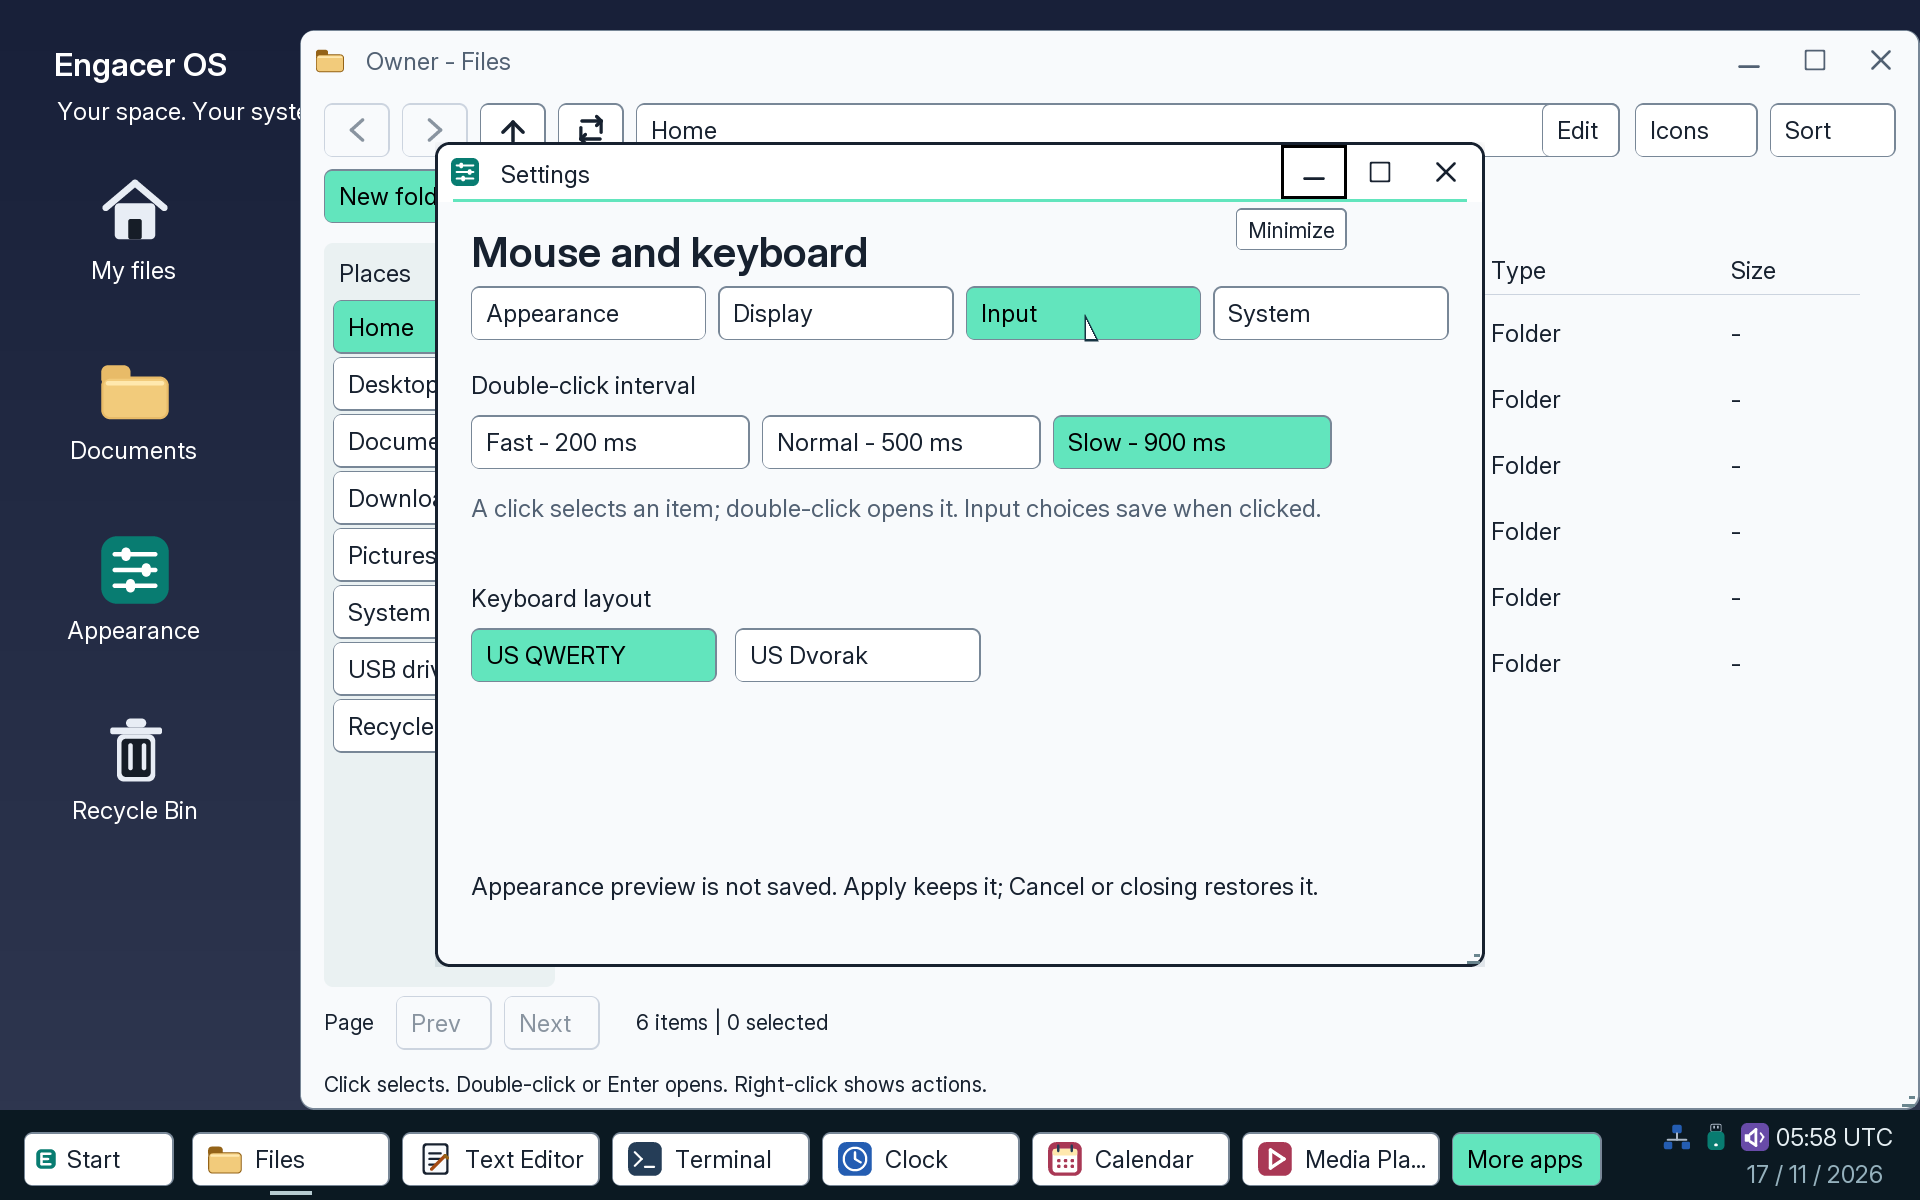 Engacer OS
Your space. Your syste
My files
Documents
Appearance
Recycle Bin
Owner - Files
Home
Edit
Icons
Sort
New fold
Places
Home
Desktop
Docume
Downloa
Pictures
System
USB driv
Recycle
Type
Size
Folder -
Folder -
Folder -
Folder -
Folder -
Folder -
Settings
Minimize
Mouse and keyboard
Appearance
Display
Input
System
Double-click interval
Fast - 200 ms
Normal - 500 ms
Slow - 900 ms
A click selects an item; double-click opens it. Input choices save when clicked.
Keyboard layout
US QWERTY
US Dvorak
Appearance preview is not saved. Apply keeps it; Cancel or closing restores it.
Page
Prev
Next
6 items | 0 selected
Click selects. Double-click or Enter opens. Right-click shows actions.
E Start
Files
Text Editor
Terminal
Clock
Calendar
Media Pla...
More apps
05:58 UTC
17 / 11 / 2026